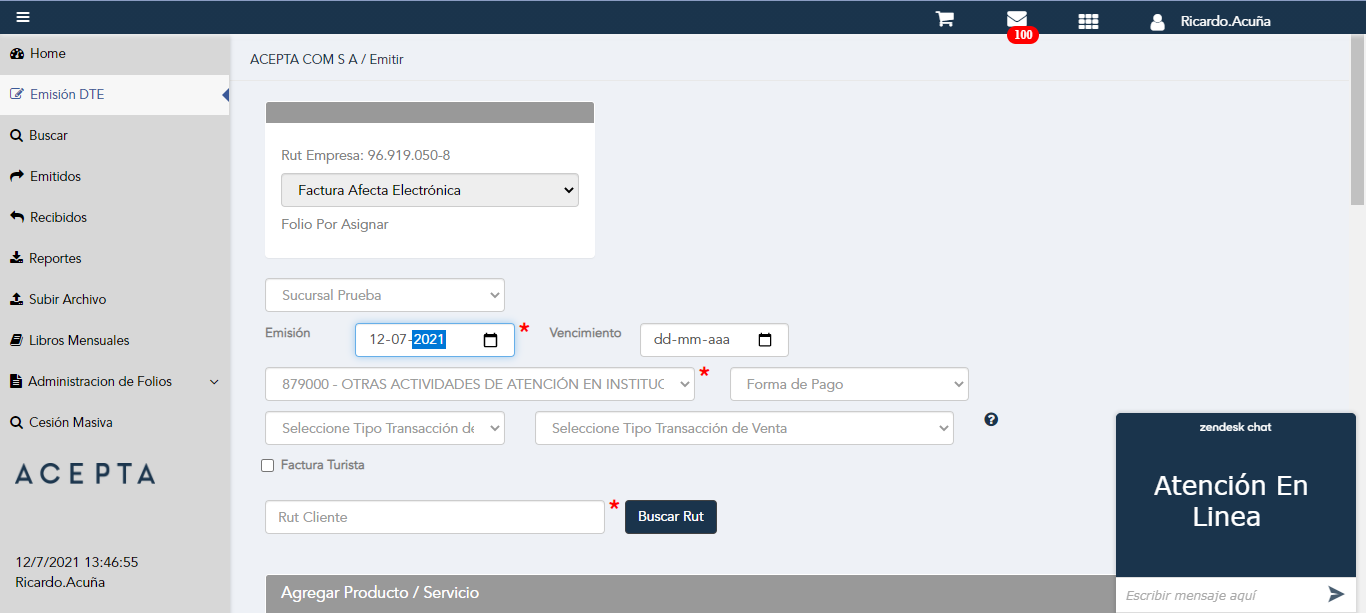 100
Ricardo.Acuña
Home
Emisión DTE
Buscar
Emitidos
Recibidos
Reportes
Subir Archivo
Libros Mensuales
Administracion de Folios
Cesión Masiva
ACEPTA
12/7/2021 13:46:55
Ricardo.Acuña
ACEPTA COM S A / Emitir
Rut Empresa: 96.919.050-8
Factura Afecta Electrónica
Folio Por Asignar
Sucursal Prueba
Emisión 12-07-2021 * Vencimiento dd-mm-aaa
879000 - OTRAS ACTIVIDADES DE ATENCIÓN EN INSTITUC * Forma de Pago
Seleccione Tipo Transacción de Seleccione Tipo Transacción de Venta ?
Factura Turista
Rut Cliente * Buscar Rut
Agregar Producto / Servicio
zendesk chat
Atención En
Linea
Escribir mensaje aquí